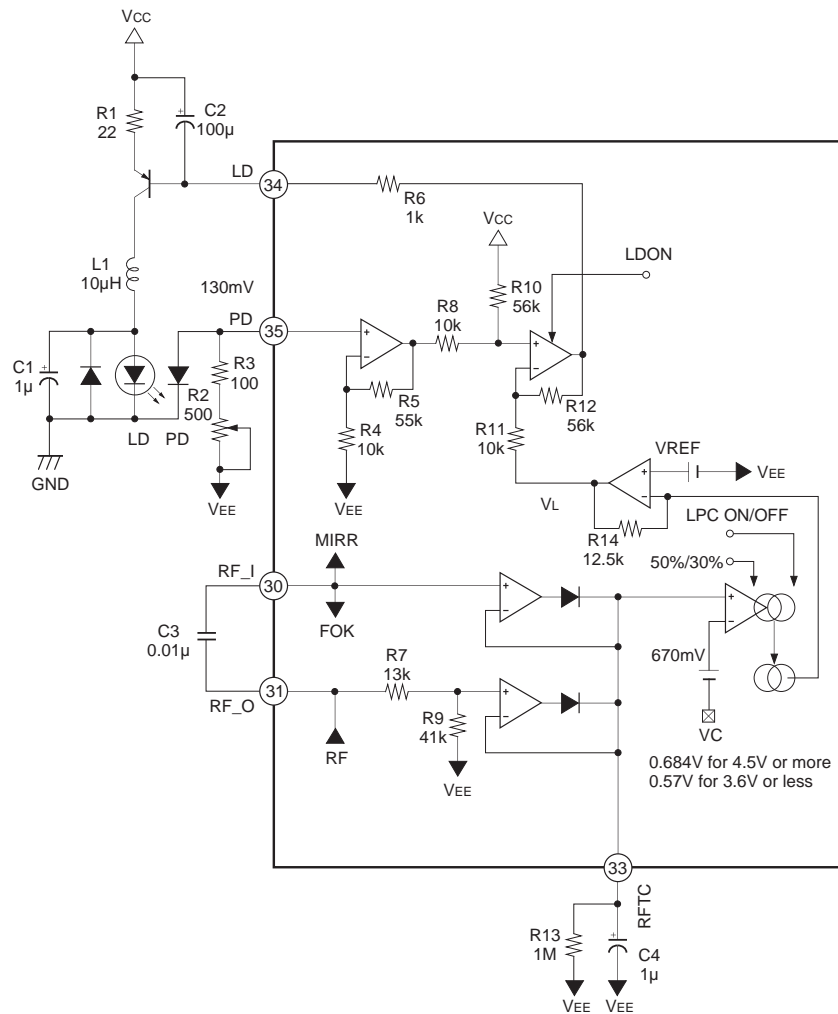 VCC
R1
22
C2
100μ
LD
34
R6
1k
VCC
LDON
L1
10μH
130mV
PD
35
R8
10k
R10
56k
C1
1μ
R3
100
R2
500
R5
55k
R12
56k
R4
10k
R11
10k
VREF
VEE
LD
PD
GND
VEE
VEE
VL
R14
12.5k
LPC ON/OFF
MIRR
50%/30%
RF_I
30
FOK
C3
0.01μ
R7
13k
670mV
31
RF_O
R9
41k
VC
RF
VEE
0.684V for 4.5V or more
0.57V for 3.6V or less
33
RFTC
R13
1M
C4
1μ
VEE
VEE
+
+
+
−
+
−
+
−
+
−
+
−
+
−
+